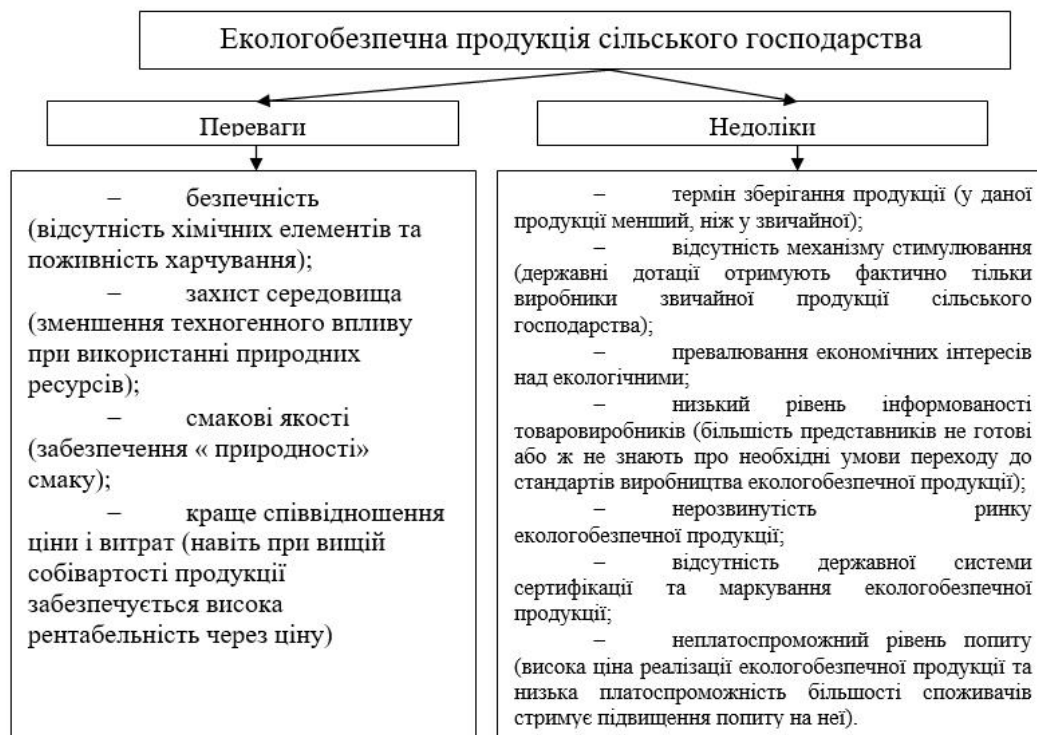 Екологобезпечна продукція сільського господарства
Переваги
Недоліки
– безпечність
(відсутність хімічних елементів та
поживність харчування);
– захист середовища
(зменшення техногенного впливу
при використанні природних
ресурсів);
– смакові якості
(забезпечення « природності»
смаку);
– краще співвідношення
ціни і витрат (навіть при вищій
собівартості продукції
забезпечується висока
рентабельність через ціну)
– термін зберігання продукції (у даної
продукції менший, ніж у звичайної);
– відсутність механізму стимулювання
(державні дотації отримують фактично тільки
виробники звичайної продукції сільського
господарства);
– превалювання економічних інтересів
над екологічними;
– низький рівень інформованості
товаровиробників (більшість представників не готові
або ж не знають про необхідні умови переходу до
стандартів виробництва екологобезпечної продукції);
– нерозвинутість ринку
екологобезпечної продукції;
– відсутність державної системи
сертифікації та маркування екологобезпечної
продукції;
– неплатоспроможний рівень попиту
(висока ціна реалізації екологобезпечної продукції та
низька платоспроможність більшості споживачів
стримує підвищення попиту на неї).